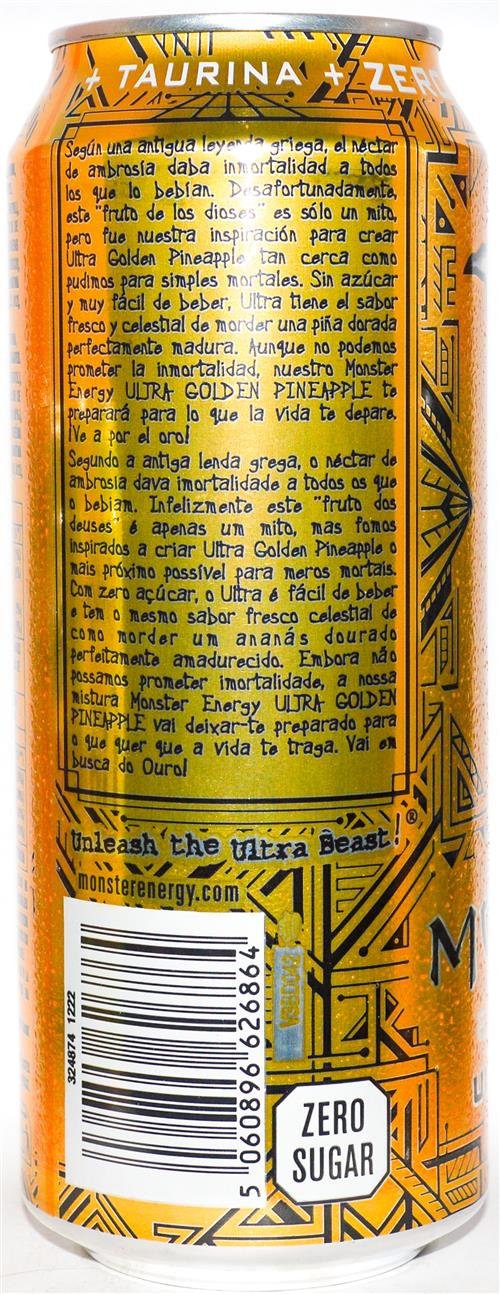 + TAURINA + ZERO
Según una antigua leyenda griega, el néctar
de ambrosía daba inmortalidad a todos
los que lo bebían. Desafortunadamente,
este "fruto de los dioses" es sólo un mito,
pero fue nuestra inspiración para crear
Ultra Golden Pineapple tan cerca como
pudimos para simples mortales. Sin azúcar
y muy fácil de beber, Ultra tiene el sabor
fresco y celestial de morder una piña dorada
perfectamente madura. Aunque no podemos
prometer la inmortalidad, nuestro Monster
Energy ULTRA GOLDEN PINEAPPLE te
preparará para lo que la vida te depare.
¡Ve a por el oro!
Segundo a antiga lenda grega, o néctar de
ambrosia dava imortalidade a todos os que
o bebiam. Infelizmente este "fruto dos
deuses" é apenas um mito, mas fomos
inspirados a criar Ultra Golden Pineapple o
mais próximo possível para meros mortais.
Com zero açúcar, o Ultra é fácil de beber
e tem o mesmo sabor fresco celestial de
como morder um ananás dourado
perfeitamente amadurecido. Embora não
possamos prometer imortalidade, a nossa
mistura Monster Energy ULTRA GOLDEN
PINEAPPLE vai deixar-te preparado para
o que quer que a vida te traga. Vai em
busca do Ouro!
Unleash the Ultra Beast!®
monsterenergy.com
324874 1222
5 060896 626864
ZERO
SUGAR